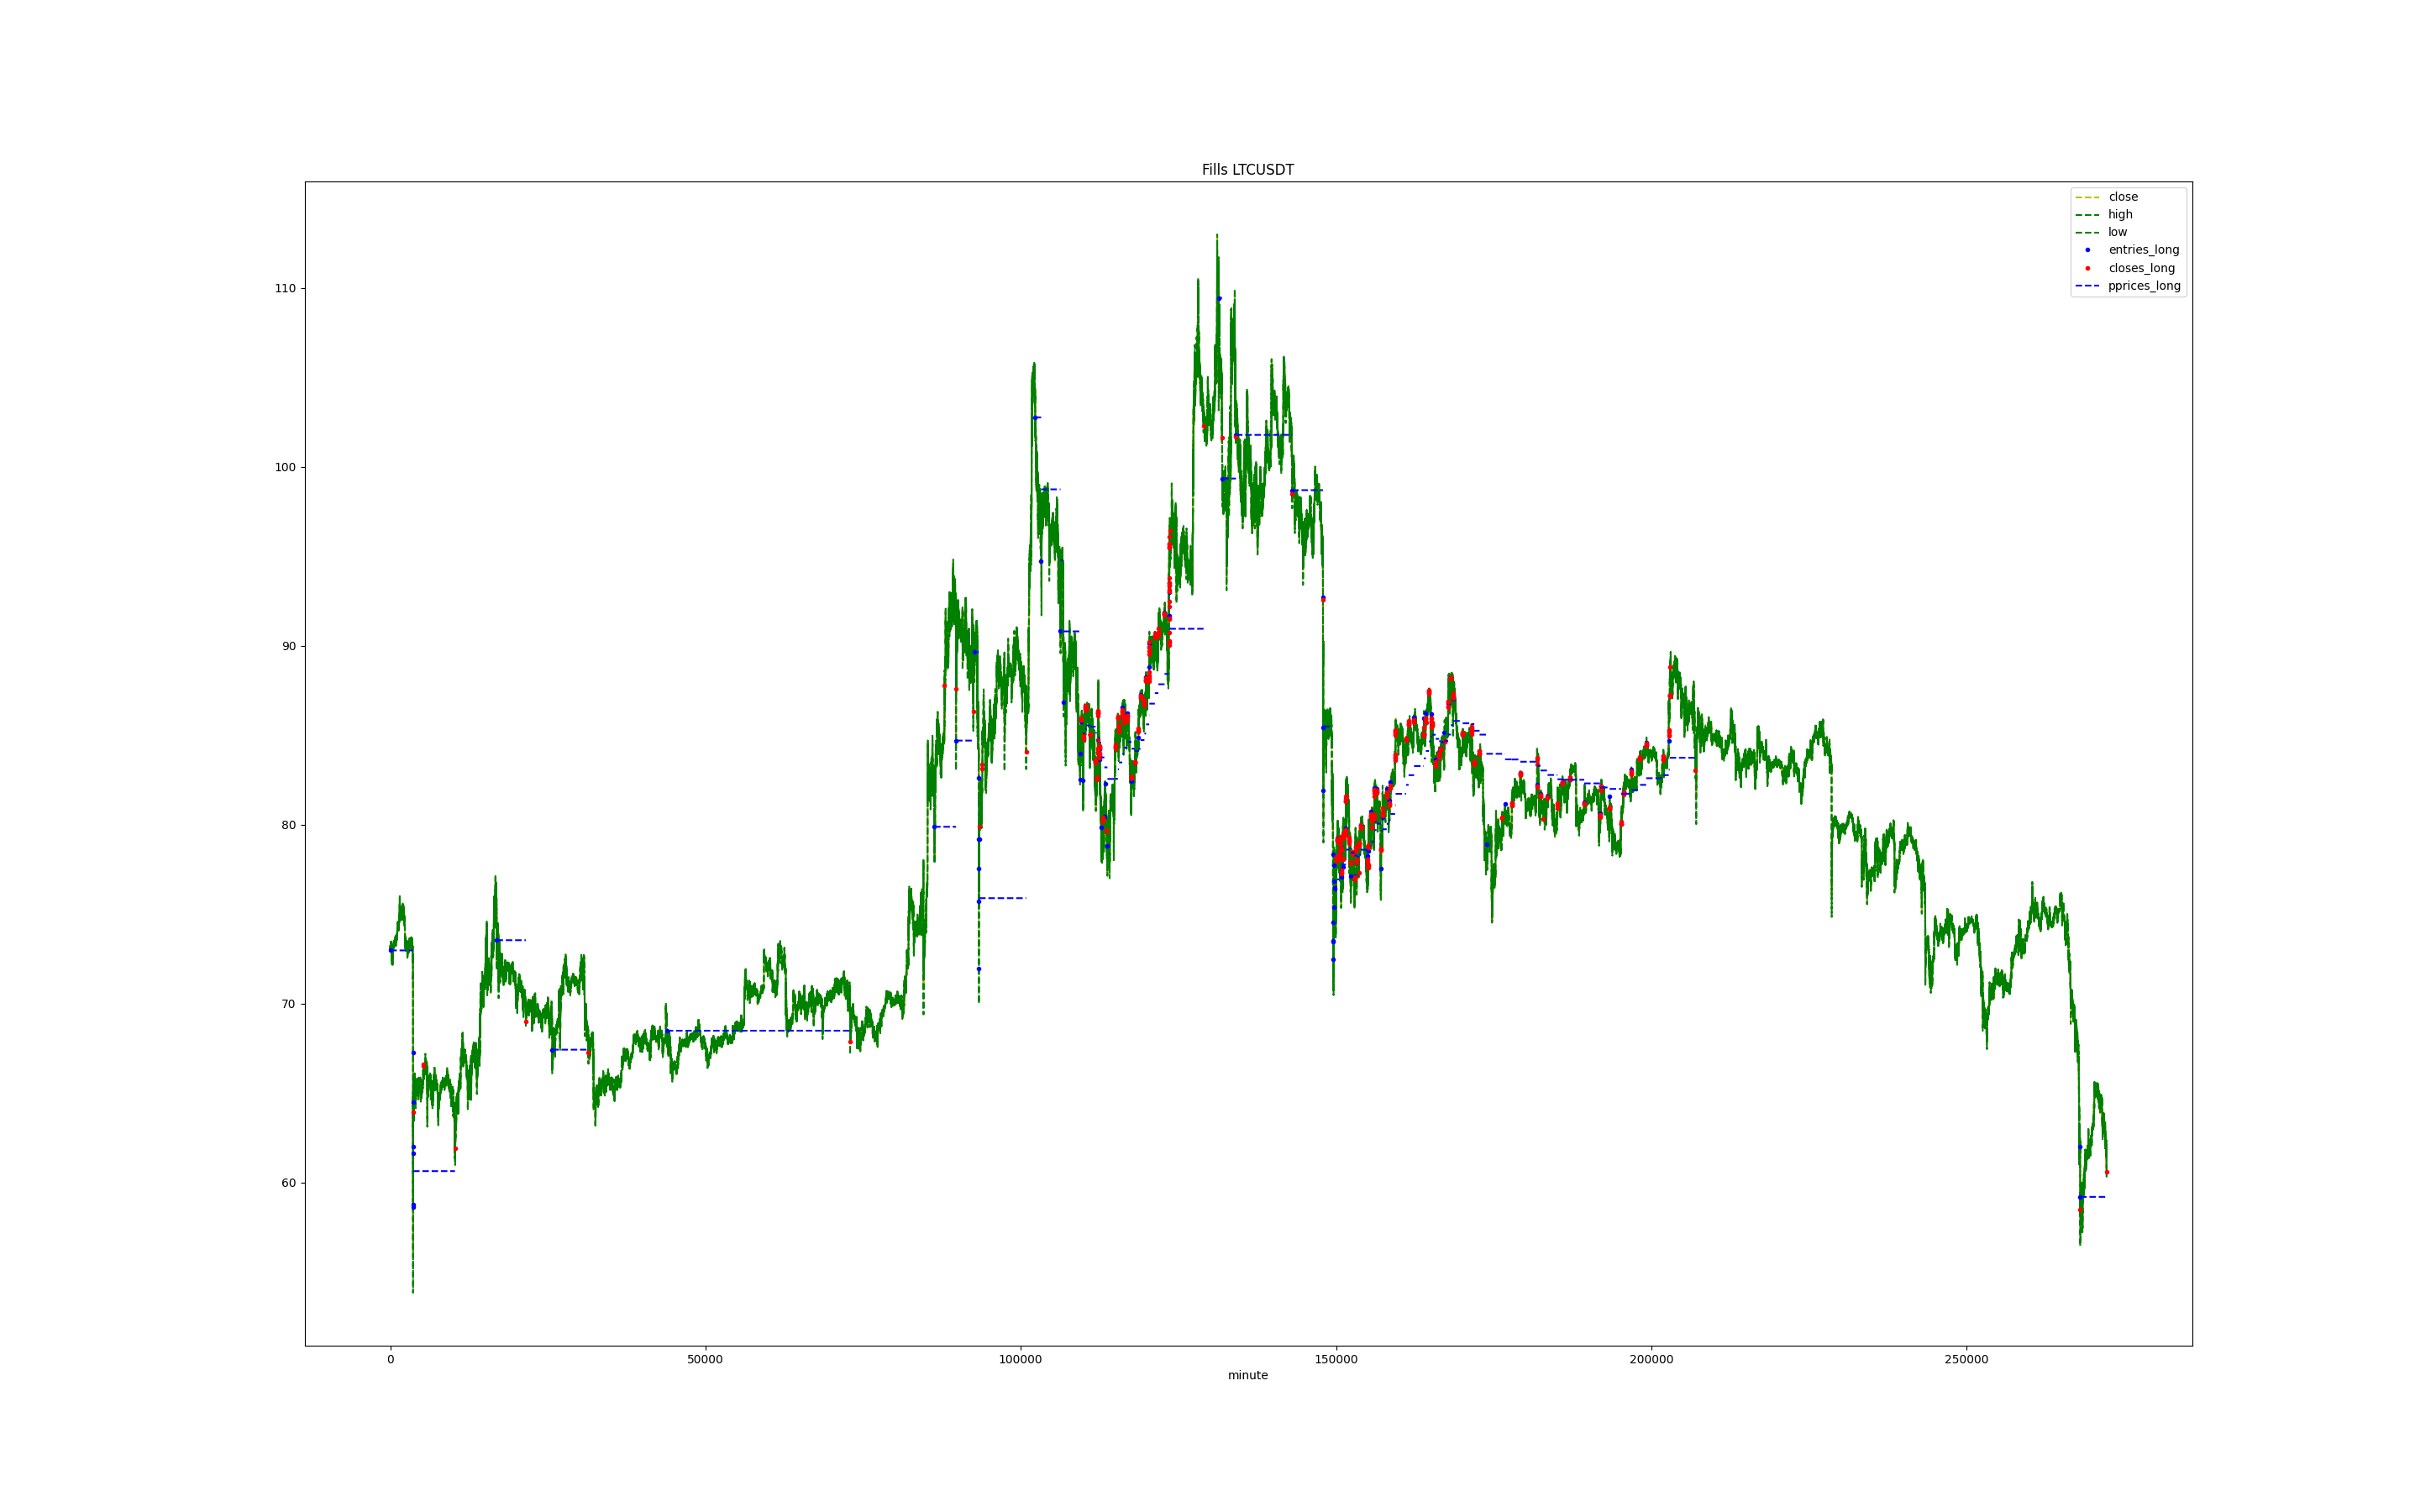 Fills LTCUSDT
close
high
low
entries_long
closes_long
pprices_long
110
100
90
80
70
60
0 50000 100000 150000 200000 250000
minute